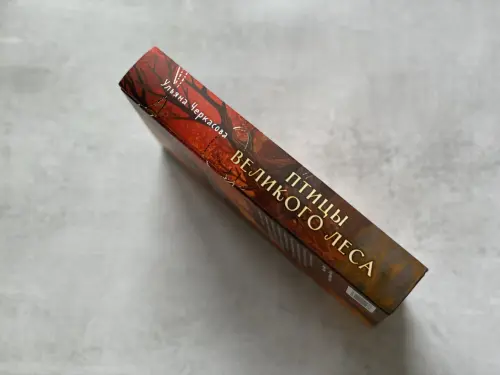 Ульяна Черкасова
ПТИЦЫ
ВЕЛИКОГО ЛЕСА